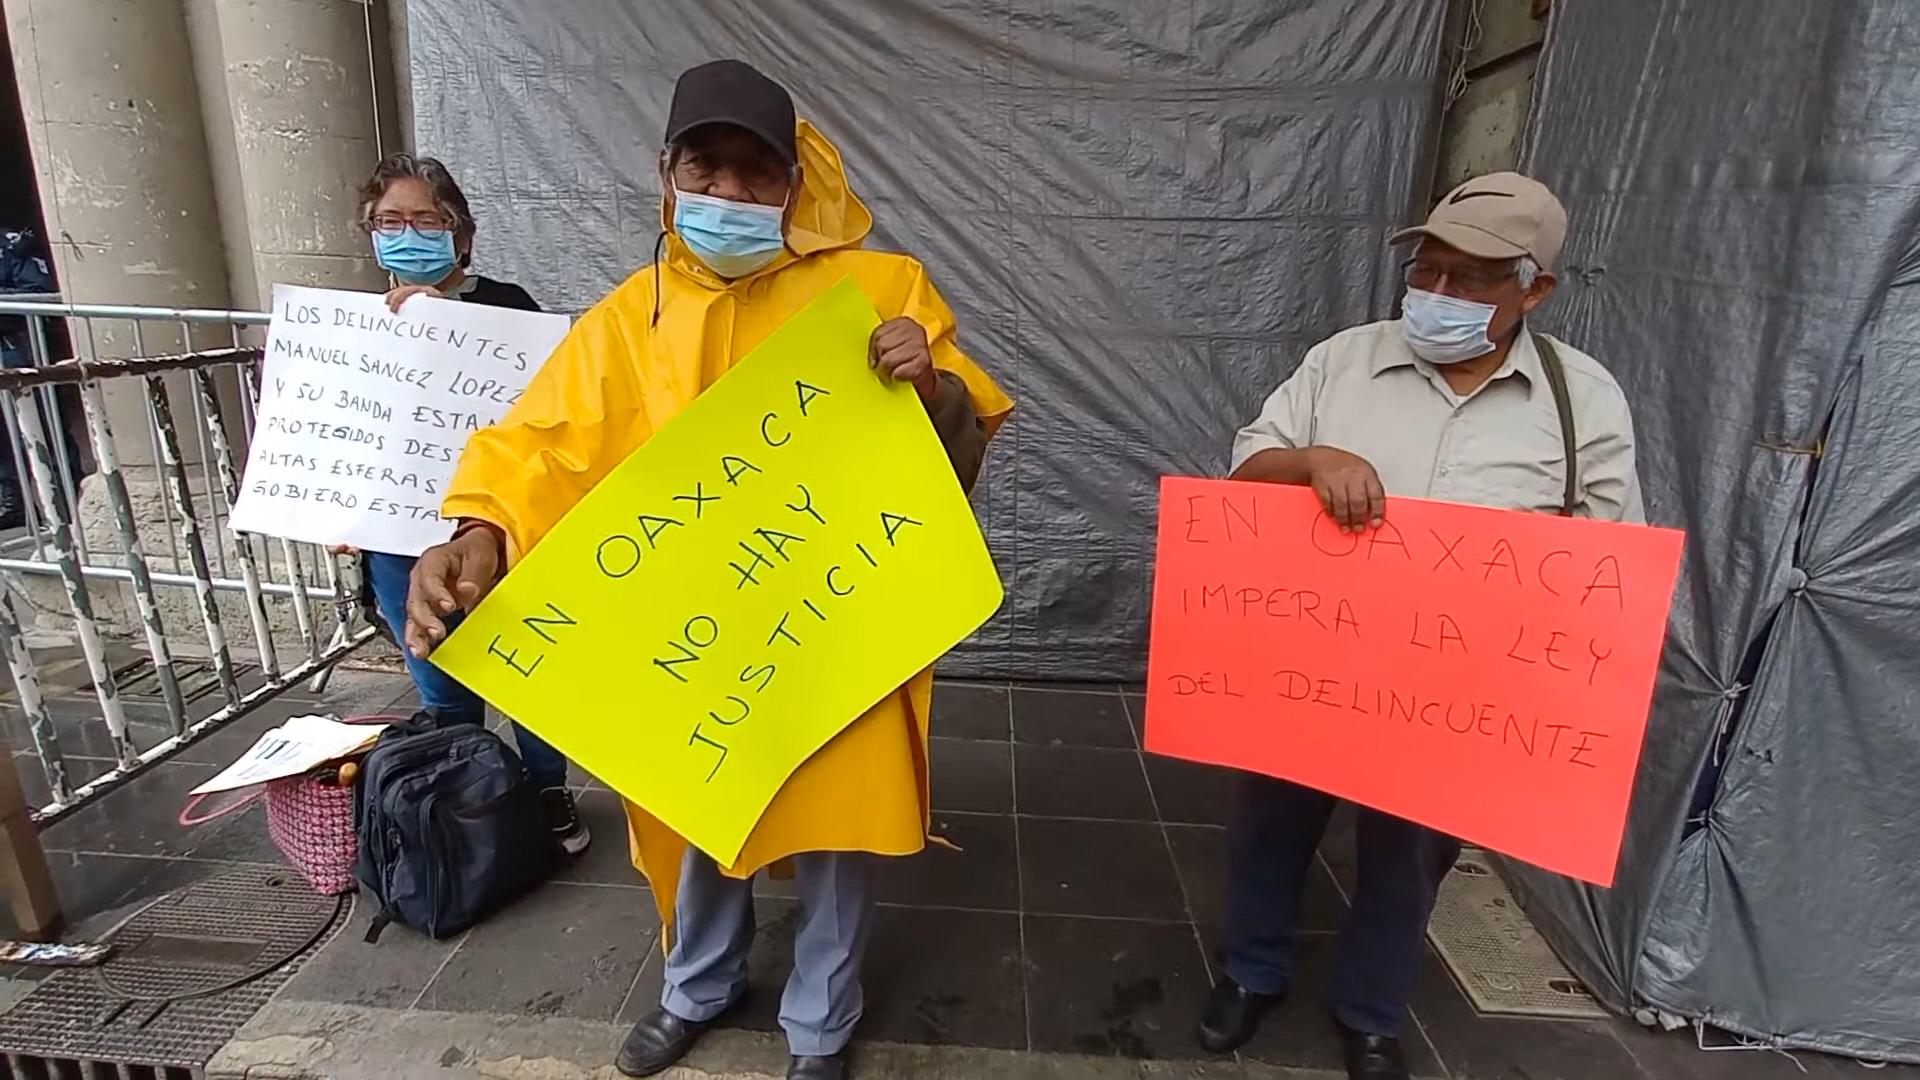 LOS DELINCUENTES
MANUEL SANCEZ LOPEZ
Y SU BANDA ESTAN
PROTEGIDOS DES
ALTAS ESFERAS
GOBIERO ESTA
EN OAXACA
NO HAY
JUSTICIA
EN OAXACA
IMPERA LA LEY
DEL DELINCUENTE